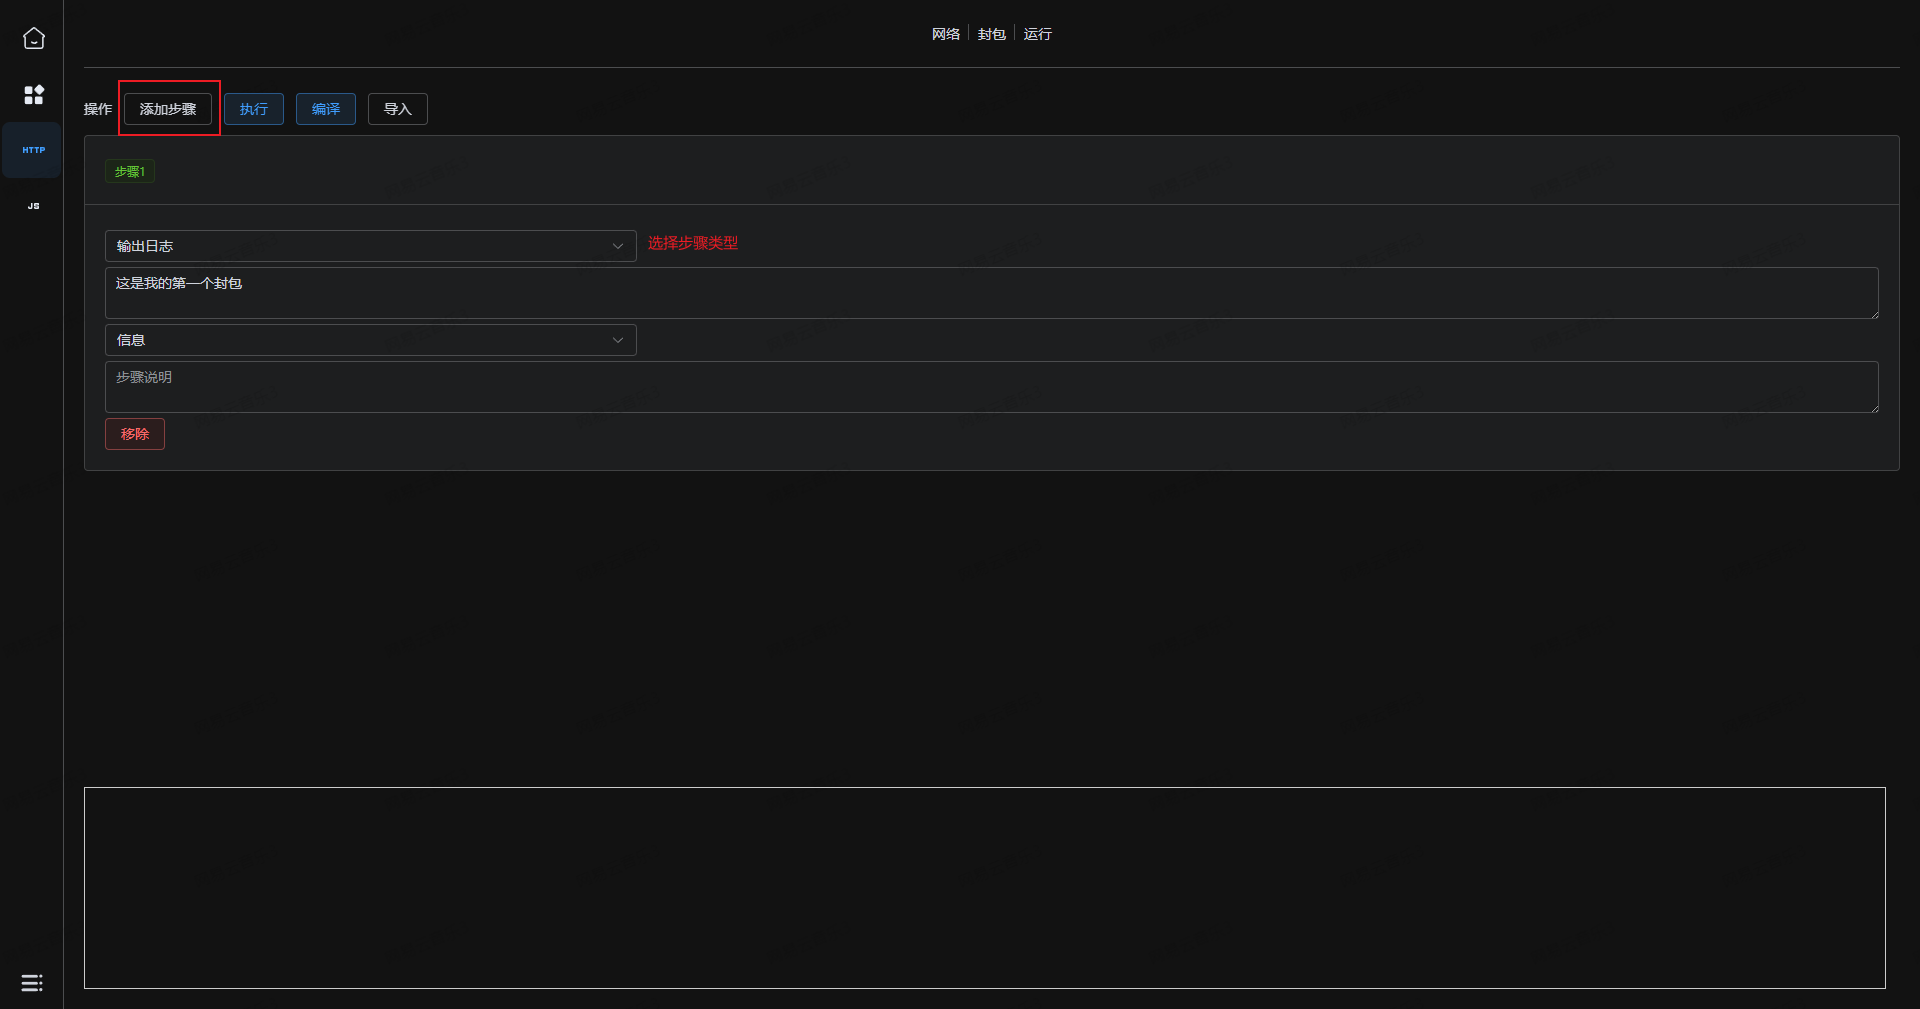 网络 封包 运行
操作 添加步骤 执行 编译 导入
HTTP
步骤1
JS
输出日志 选择步骤类型
这是我的第一个封包
信息
步骤说明
移除